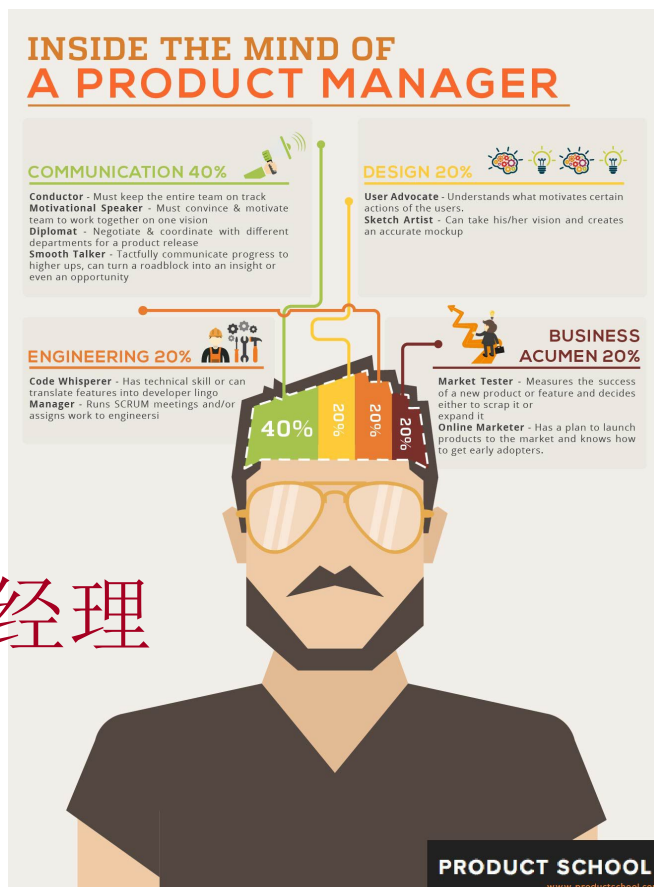 INSIDE THE MIND OF
A PRODUCT MANAGER
COMMUNICATION 40%
Conductor - Must keep the entire team on track
Motivational Speaker - Must convince & motivate
team to work together on one vision
Diplomat - Negotiate & coordinate with different
departments for a product release
Smooth Talker - Tactfully communicate progress to
higher ups, can turn a roadblock into an insight or
even an opportunity
DESIGN 20%
User Advocate - Understands what motivates certain
actions of the users.
Sketch Artist - Can take his/her vision and creates
an accurate mockup
ENGINEERING 20%
Code Whisperer - Has technical skill or can
translate features into developer lingo
Manager - Runs SCRUM meetings and/or
assigns work to engineersi
BUSINESS
ACUMEN 20%
Market Tester - Measures the success
of a new product or feature and decides
either to scrap it or
expand it
Online Marketer - Has a plan to launch
products to the market and knows how
to get early adopters.
40%
20%
20%
20%
经理
PRODUCT SCHOOL